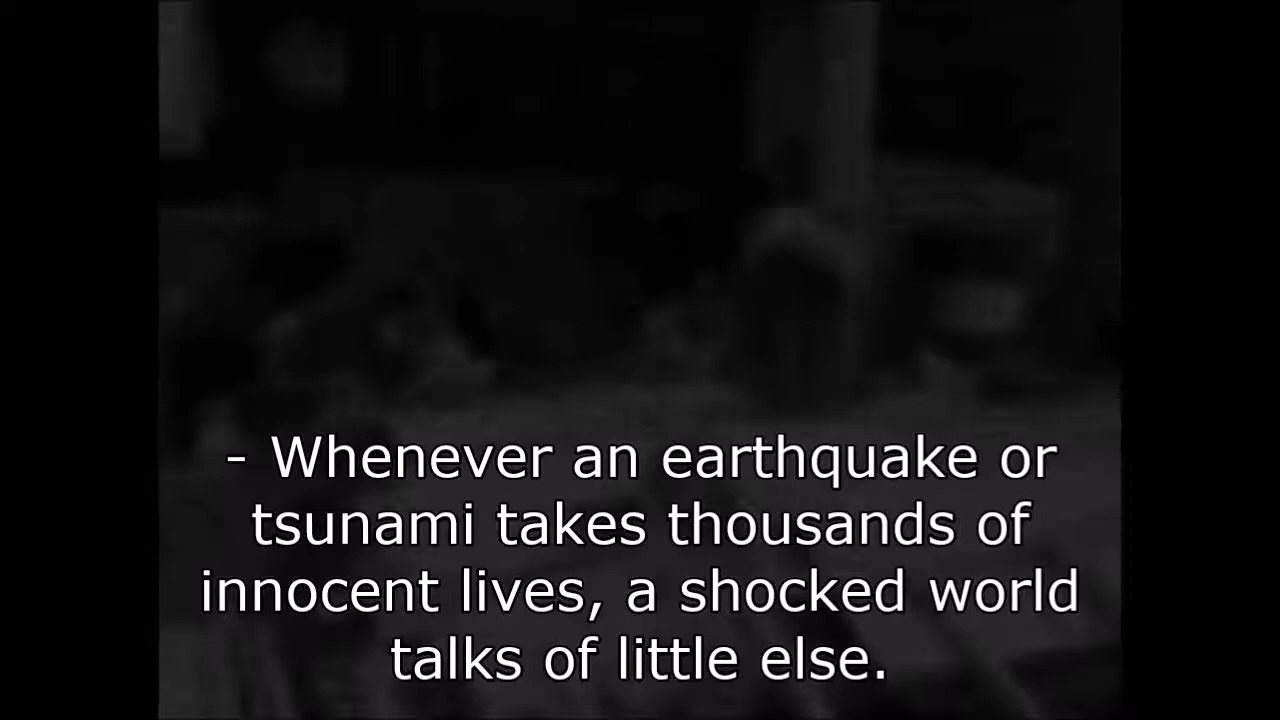 - Whenever an earthquake or
tsunami takes thousands of
innocent lives, a shocked world
talks of little else.